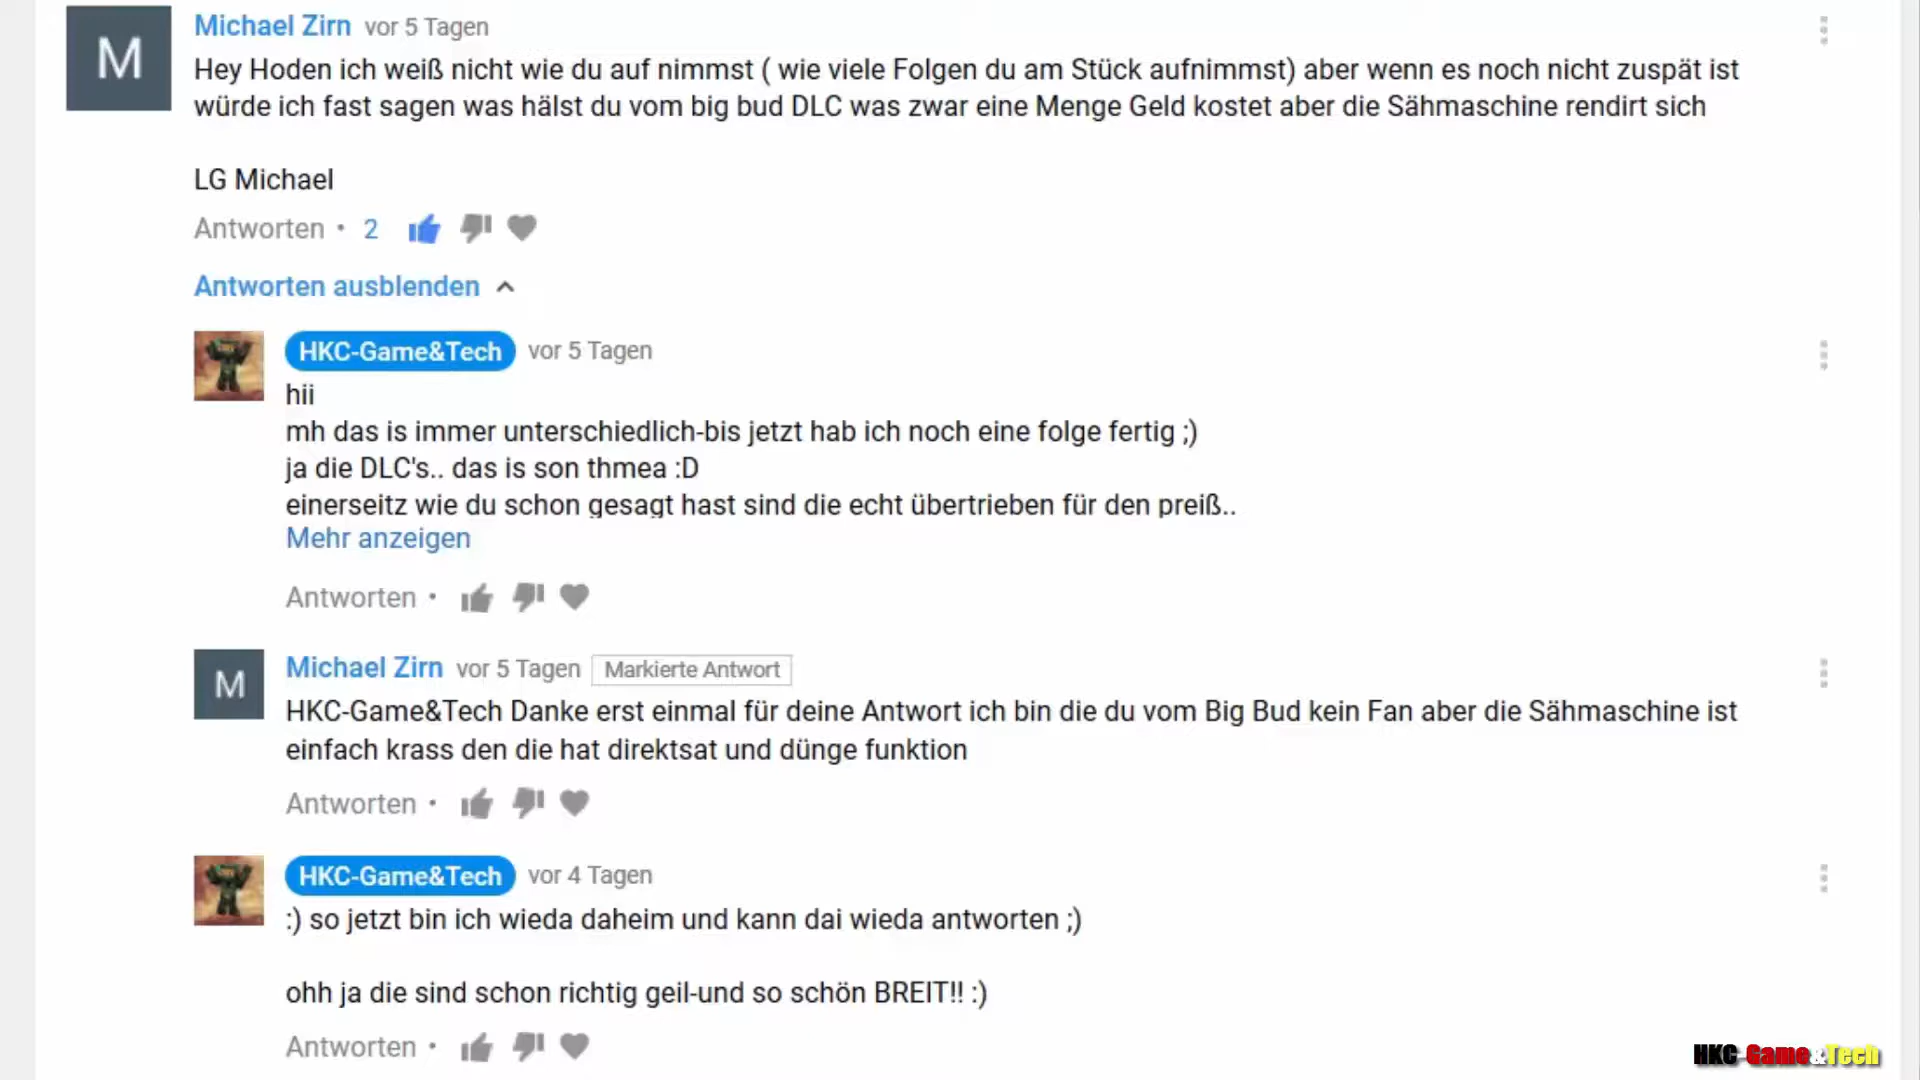 M
Michael Zirn vor 5 Tagen
Hey Hoden ich weiß nicht wie du auf nimmst ( wie viele Folgen du am Stück aufnimmst) aber wenn es noch nicht zuspät ist
würde ich fast sagen was hälst du vom big bud DLC was zwar eine Menge Geld kostet aber die Sähmaschine rendirt sich
LG Michael
Antworten • 2
Antworten ausblenden
HKC-Game&Tech vor 5 Tagen
hii
mh das is immer unterschiedlich-bis jetzt hab ich noch eine folge fertig ;)
ja die DLC's.. das is son thmea :D
einerseitz wie du schon gesagt hast sind die echt übertrieben für den preiß..
Mehr anzeigen
Antworten •
M
Michael Zirn vor 5 Tagen Markierte Antwort
HKC-Game&Tech Danke erst einmal für deine Antwort ich bin die du vom Big Bud kein Fan aber die Sähmaschine ist
einfach krass den die hat direktsat und dünge funktion
Antworten •
HKC-Game&Tech vor 4 Tagen
:) so jetzt bin ich wieda daheim und kann dai wieda antworten ;)
ohh ja die sind schon richtig geil-und so schön BREIT!! :)
Antworten •
HKC-Game&Tech